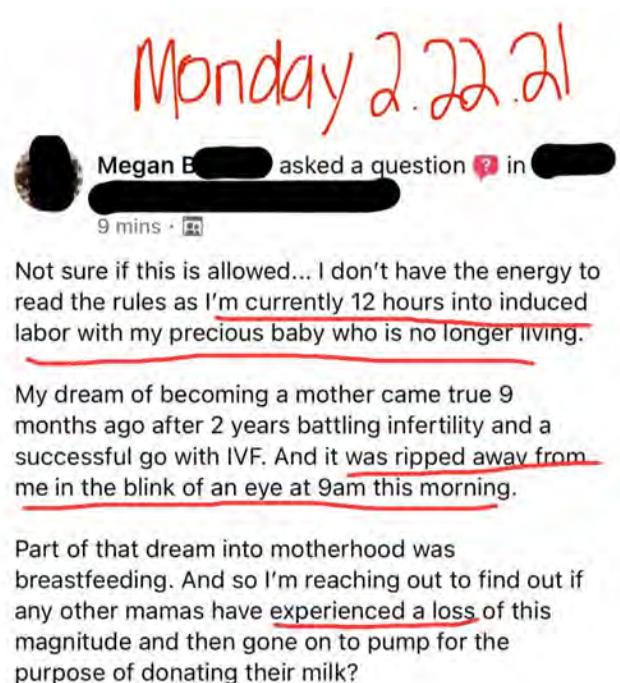 Monday 2.22.21
Megan B asked a question in
9 mins ·
Not sure if this is allowed... I don't have the energy to
read the rules as I'm currently 12 hours into induced
labor with my precious baby who is no longer living.
My dream of becoming a mother came true 9
months ago after 2 years battling infertility and a
successful go with IVF. And it was ripped away from
me in the blink of an eye at 9am this morning.
Part of that dream into motherhood was
breastfeeding. And so I'm reaching out to find out if
any other mamas have experienced a loss of this
magnitude and then gone on to pump for the
purpose of donating their milk?